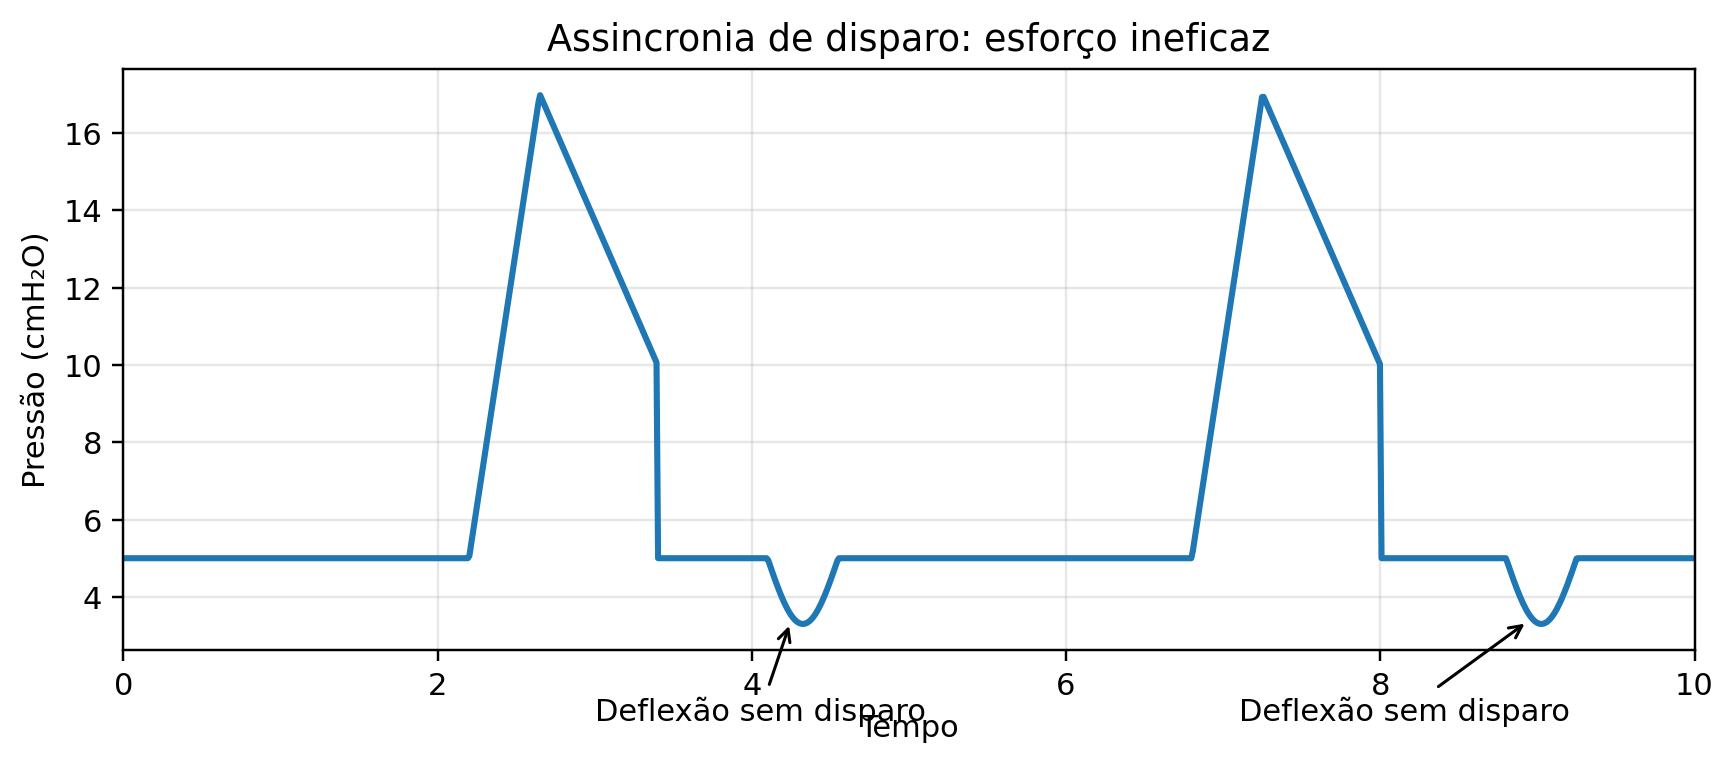 Assincronia de disparo: esforço ineficaz
Pressão (cmH₂O)
16
14
12
10
8
6
4
0 2 4 6 8 10
Deflexão sem disparo
Deflexão sem disparo
Tempo